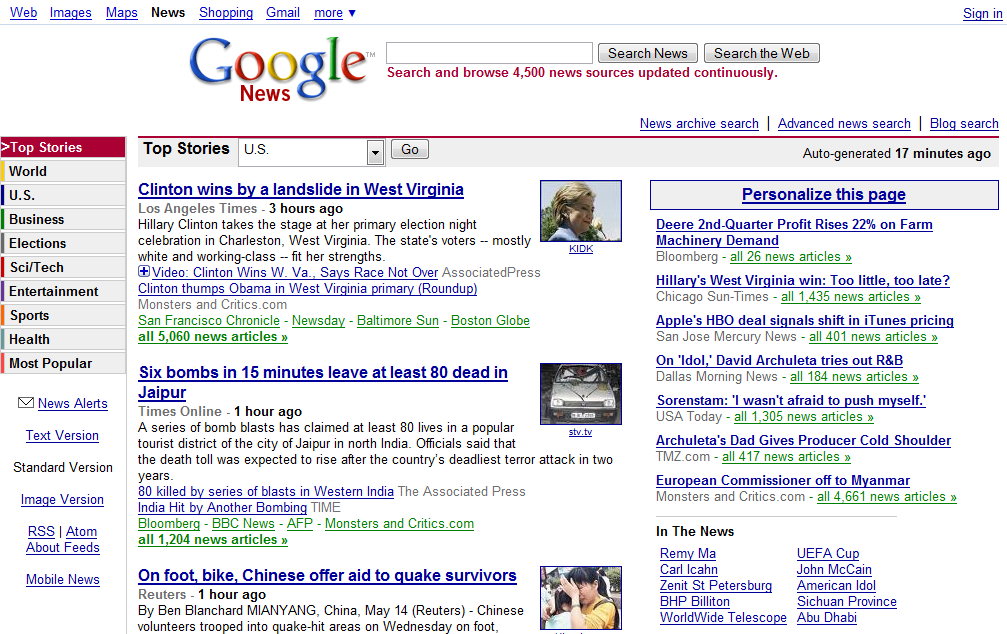 Web Images Maps News Shopping Gmail more ▼
Sign in
Google™
News
Search News
Search the Web
Search and browse 4,500 news sources updated continuously.
News archive search | Advanced news search | Blog search
>Top Stories
World
U.S.
Business
Elections
Sci/Tech
Entertainment
Sports
Health
Most Popular
News Alerts
Text Version
Standard Version
Image Version
RSS | Atom
About Feeds
Mobile News
Top Stories U.S. Go
Auto-generated 17 minutes ago
Clinton wins by a landslide in West Virginia
Los Angeles Times - 3 hours ago
Hillary Clinton takes the stage at her primary election night
celebration in Charleston, West Virginia. The state's voters -- mostly
white and working-class -- fit her strengths.
Video: Clinton Wins W. Va., Says Race Not Over AssociatedPress
Clinton thumps Obama in West Virginia primary (Roundup)
Monsters and Critics.com
San Francisco Chronicle - Newsday - Baltimore Sun - Boston Globe
all 5,060 news articles »
KIDK
Six bombs in 15 minutes leave at least 80 dead in
Jaipur
Times Online - 1 hour ago
A series of bomb blasts has claimed at least 80 lives in a popular
tourist district of the city of Jaipur in north India. Officials said that
the death toll was expected to rise after the country's deadliest terror attack in two
years.
80 killed by series of blasts in Western India The Associated Press
India Hit by Another Bombing TIME
Bloomberg - BBC News - AFP - Monsters and Critics.com
all 1,204 news articles »
stv.tv
On foot, bike, Chinese offer aid to quake survivors
Reuters - 1 hour ago
By Ben Blanchard MIANYANG, China, May 14 (Reuters) - Chinese
volunteers trooped into quake-hit areas on Wednesday on foot,
Personalize this page
Deere 2nd-Quarter Profit Rises 22% on Farm
Machinery Demand
Bloomberg - all 26 news articles »
Hillary's West Virginia win: Too little, too late?
Chicago Sun-Times - all 1,435 news articles »
Apple's HBO deal signals shift in iTunes pricing
San Jose Mercury News - all 401 news articles »
On 'Idol,' David Archuleta tries out R&B
Dallas Morning News - all 184 news articles »
Sorenstam: 'I wasn't afraid to push myself.'
USA Today - all 1,305 news articles »
Archuleta's Dad Gives Producer Cold Shoulder
TMZ.com - all 417 news articles »
European Commissioner off to Myanmar
Monsters and Critics.com - all 4,661 news articles »
In The News
Remy Ma
Carl Icahn
Zenit St Petersburg
BHP Billiton
WorldWide Telescope
UEFA Cup
John McCain
American Idol
Sichuan Province
Abu Dhabi